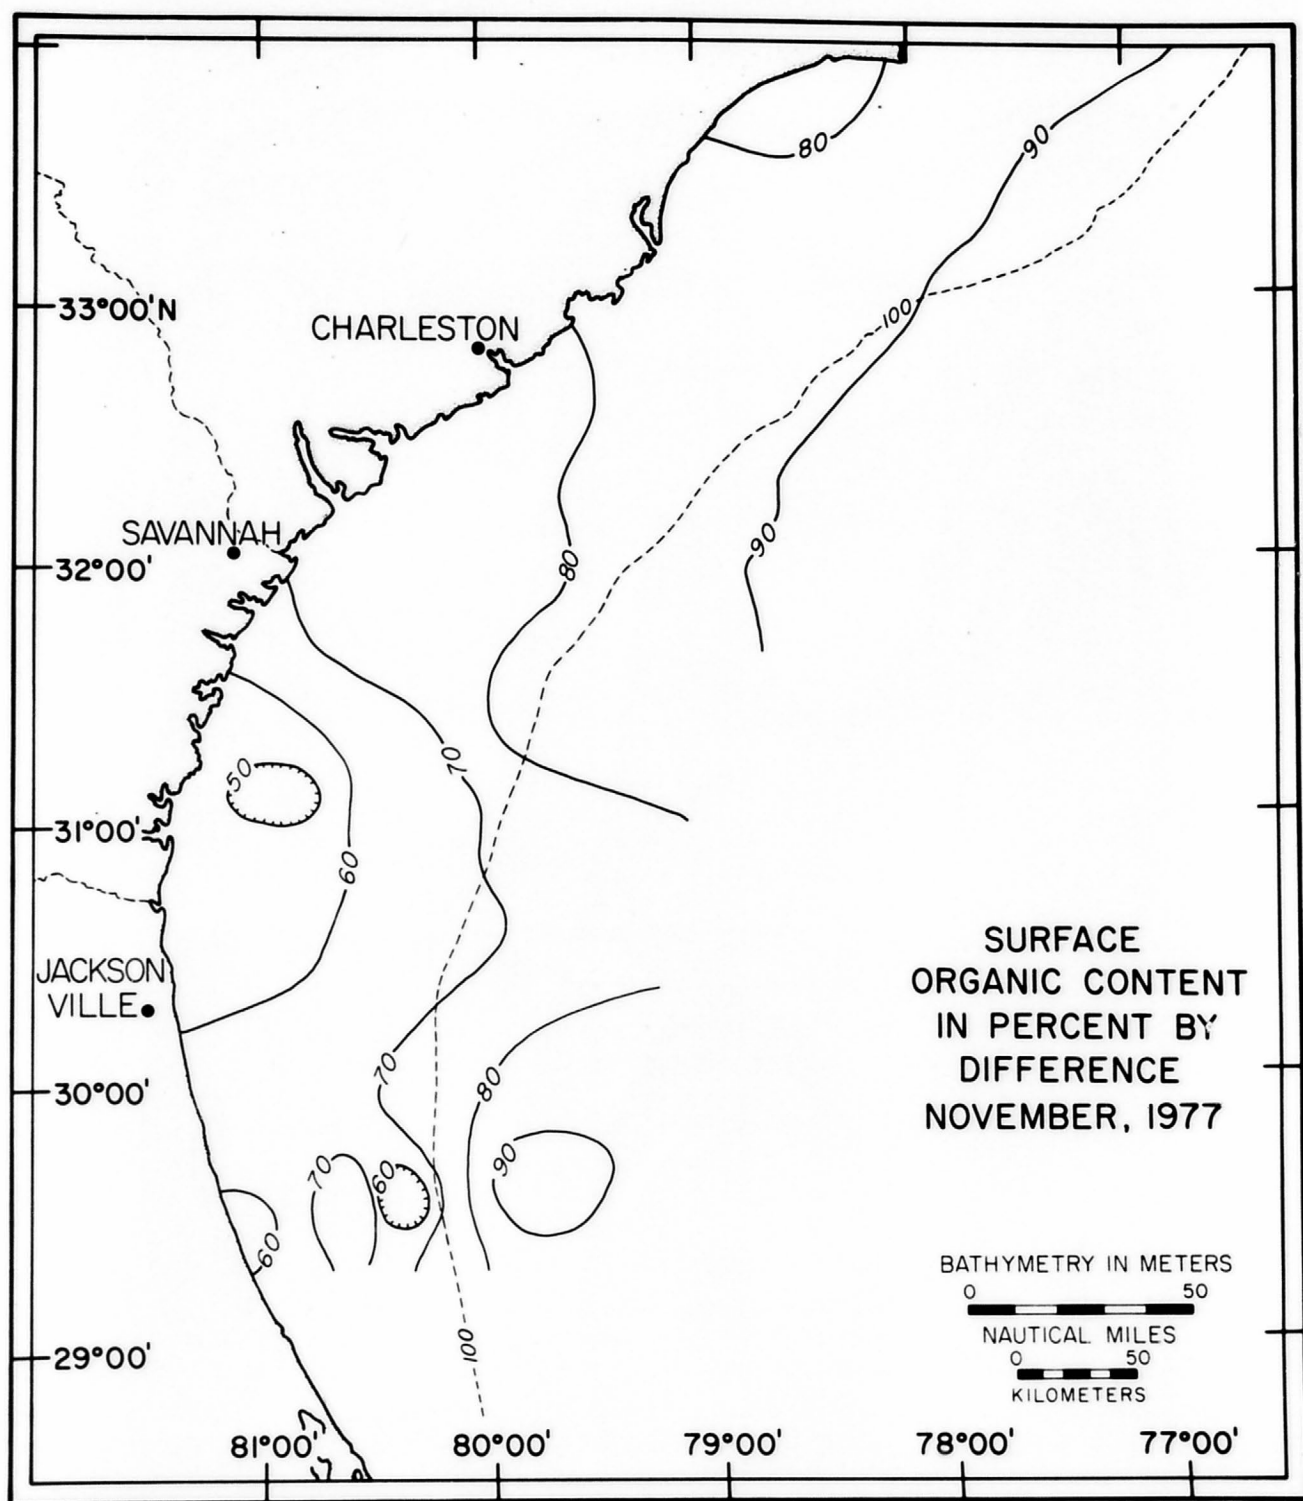 80
90
33°00'N
100
CHARLESTON
SAVANNAH
90
32°00'
80
70
50
31°00'
60
SURFACE
ORGANIC CONTENT
IN PERCENT BY
DIFFERENCE
NOVEMBER, 1977
JACKSON
VILLE
70
80
30°00'
90
70
60
60
BATHYMETRY IN METERS
0 50
NAUTICAL MILES
0 50
KILOMETERS
100
29°00'
81°00' 80°00' 79°00' 78°00' 77°00'